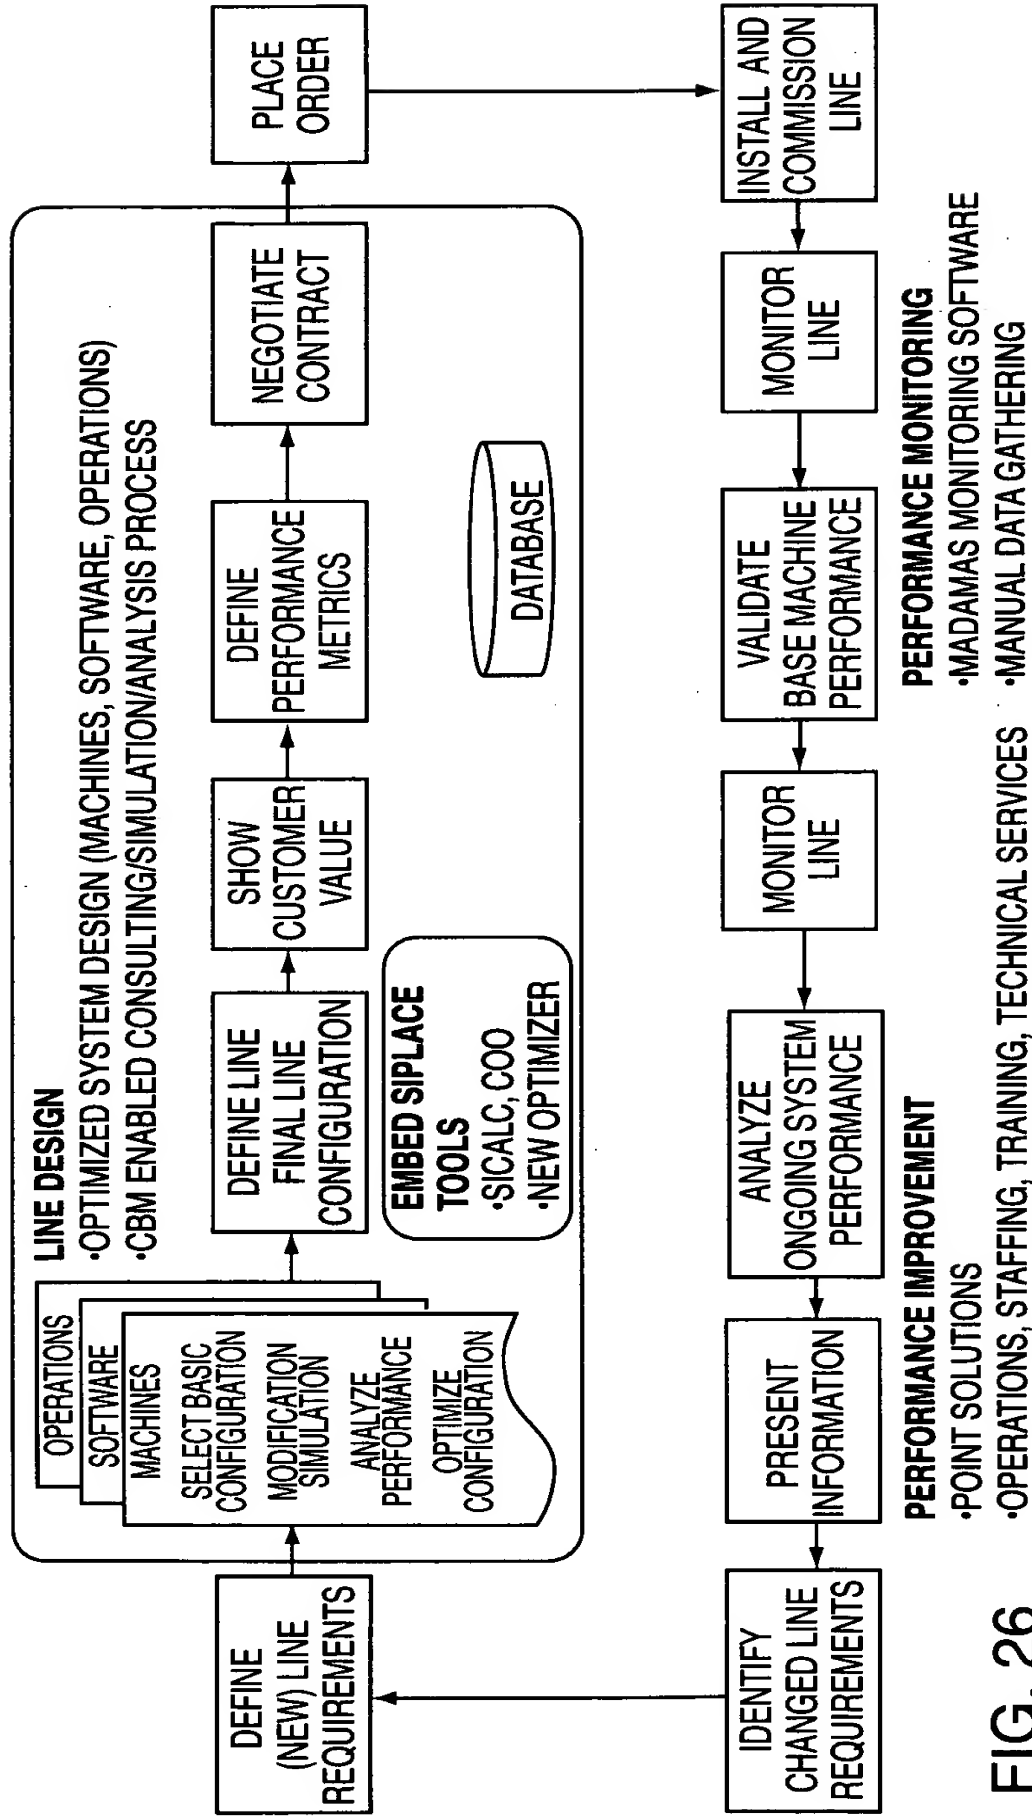 LINE DESIGN
•OPTIMIZED SYSTEM DESIGN (MACHINES, SOFTWARE, OPERATIONS)
•CBM ENABLED CONSULTING/SIMULATION/ANALYSIS PROCESS
DEFINE
(NEW) LINE
REQUIREMENTS
OPERATIONS
SOFTWARE
MACHINES
SELECT BASIC
CONFIGURATION
MODIFICATION
SIMULATION
ANALYZE
PERFORMANCE
OPTIMIZE
CONFIGURATION
DEFINE LINE
FINAL LINE
CONFIGURATION
SHOW
CUSTOMER
VALUE
DEFINE
PERFORMANCE
METRICS
NEGOTIATE
CONTRACT
PLACE
ORDER
EMBED SIPLACE
TOOLS
•SICALC, COO
•NEW OPTIMIZER
DATABASE
IDENTIFY
CHANGED LINE
REQUIREMENTS
PRESENT
INFORMATION
ANALYZE
ONGOING SYSTEM
PERFORMANCE
MONITOR
LINE
VALIDATE
BASE MACHINE
PERFORMANCE
MONITOR
LINE
INSTALL AND
COMMISSION
LINE
PERFORMANCE IMPROVEMENT
•POINT SOLUTIONS
•OPERATIONS, STAFFING, TRAINING, TECHNICAL SERVICES
PERFORMANCE MONITORING
•MADAMAS MONITORING SOFTWARE
•MANUAL DATA GATHERING
FIG. 26